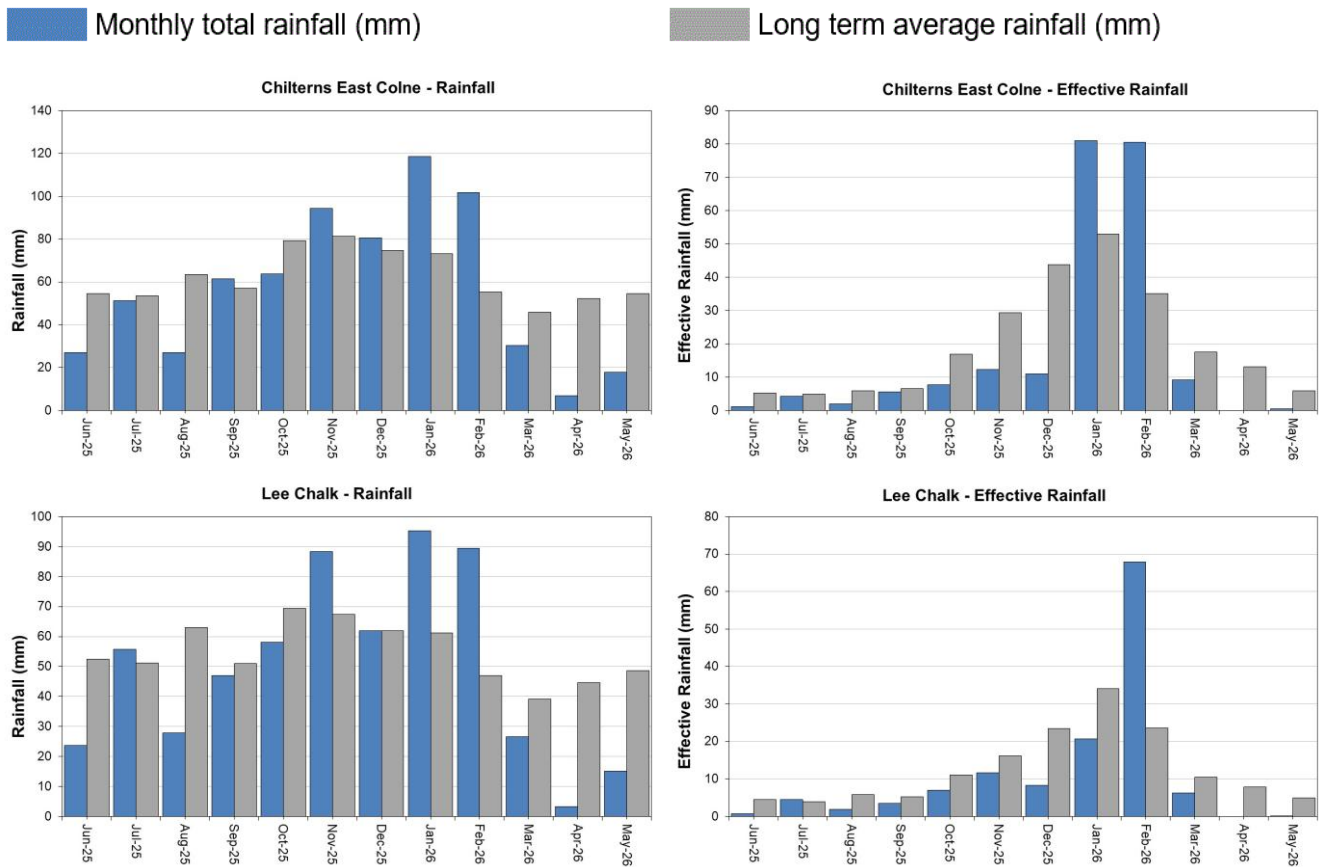 Monthly total rainfall (mm)
Long term average rainfall (mm)
Chilterns East Colne - Rainfall
Rainfall (mm)
140
120
100
80
60
40
20
0
Jun-25
Jul-25
Aug-25
Sep-25
Oct-25
Nov-25
Dec-25
Jan-26
Feb-26
Mar-26
Apr-26
May-26
Chilterns East Colne - Effective Rainfall
Effective Rainfall (mm)
90
80
70
60
50
40
30
20
10
0
Jun-25
Jul-25
Aug-25
Sep-25
Oct-25
Nov-25
Dec-25
Jan-26
Feb-26
Mar-26
Apr-26
May-26
Lee Chalk - Rainfall
Rainfall (mm)
100
90
80
70
60
50
40
30
20
10
0
Jun-25
Jul-25
Aug-25
Sep-25
Oct-25
Nov-25
Dec-25
Jan-26
Feb-26
Mar-26
Apr-26
May-26
Lee Chalk - Effective Rainfall
Effective Rainfall (mm)
80
70
60
50
40
30
20
10
0
Jun-25
Jul-25
Aug-25
Sep-25
Oct-25
Nov-25
Dec-25
Jan-26
Feb-26
Mar-26
Apr-26
May-26